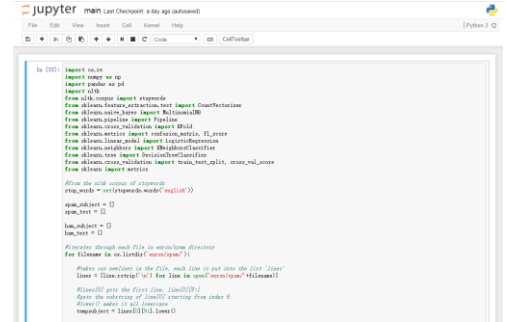 jupyter main Last Checkpoint: a day ago (autosaved)
File Edit View Insert Cell Kernel Help Python 3
Code CellToolbar
In [35]: import os,re
import numpy as np
import pandas as pd
import nltk
from nltk.corpus import stopwords
from sklearn.feature_extraction.text import CountVectorizer
from sklearn.naive_bayes import MultinomialNB
from sklearn.pipeline import Pipeline
from sklearn.cross_validation import KFold
from sklearn.metrics import confusion_matrix, f1_score
from sklearn.linear_model import LogisticRegression
from sklearn.neighbors import KNeighborsClassifier
from sklearn.tree import DecisionTreeClassifier
from sklearn.cross_validation import train_test_split, cross_val_score
from sklearn import metrics
#From the nltk corpus of stopwords
stop_words = set(stopwords.words('english'))
spam_subject = []
spam_text = []
ham_subject = []
ham_text = []
#iterates through each file in enron/spam directory
for filename in os.listdir('enron/spam/'):
#takes out newlines in the file, each line is put into the list 'lines'
lines = [line.rstrip('\n') for line in open('enron/spam/'+filename)]
#lines[0] gets the first line, line[0][9:]
#gets the substring of line[0] starting from index 9.
#lower() makes it all lowercase
tempsubject = lines[0][9:].lower()